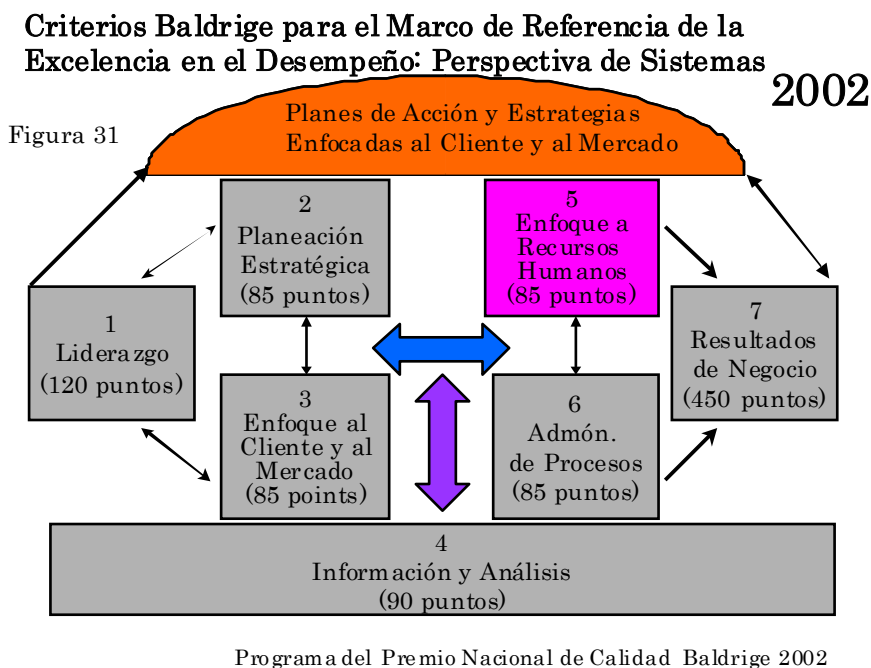 Criterios Baldrige para el Marco de Referencia de la
Excelencia en el Desempeño: Perspectiva de Sistemas
2002
Figura 31
Planes de Acción y Estrategias
Enfocadas al Cliente y al Mercado
2
Planeación
Estratégica
(85 puntos)
5
Enfoque a
Recursos
Humanos
(85 puntos)
1
Liderazgo
(120 puntos)
7
Resultados
de Negocio
(450 puntos)
3
Enfoque al
Cliente y al
Mercado
(85 points)
6
Admón.
de Procesos
(85 puntos)
4
Información y Análisis
(90 puntos)
Programa del Premio Nacional de Calidad Baldrige 2002